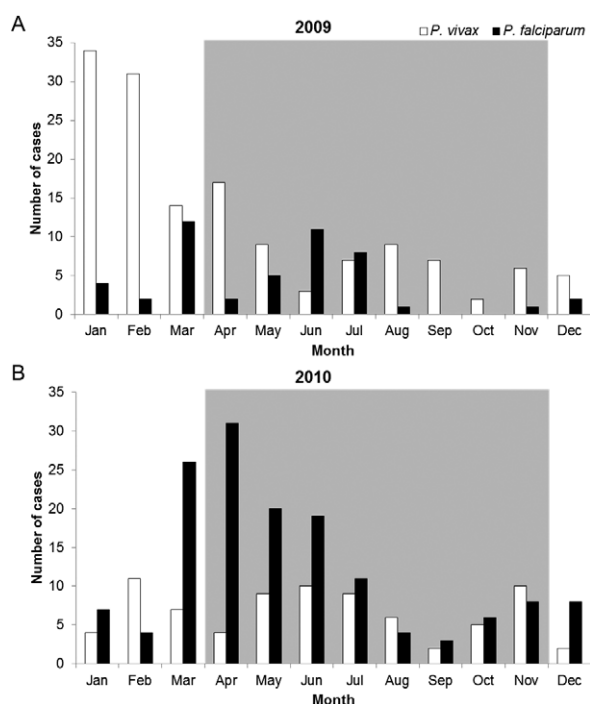 A
2009
P. vivax P. falciparum
Number of cases
35
30
25
20
15
10
5
0
Jan Feb Mar Apr May Jun Jul Aug Sep Oct Nov Dec
Month
B
2010
Number of cases
35
30
25
20
15
10
5
0
Jan Feb Mar Apr May Jun Jul Aug Sep Oct Nov Dec
Month